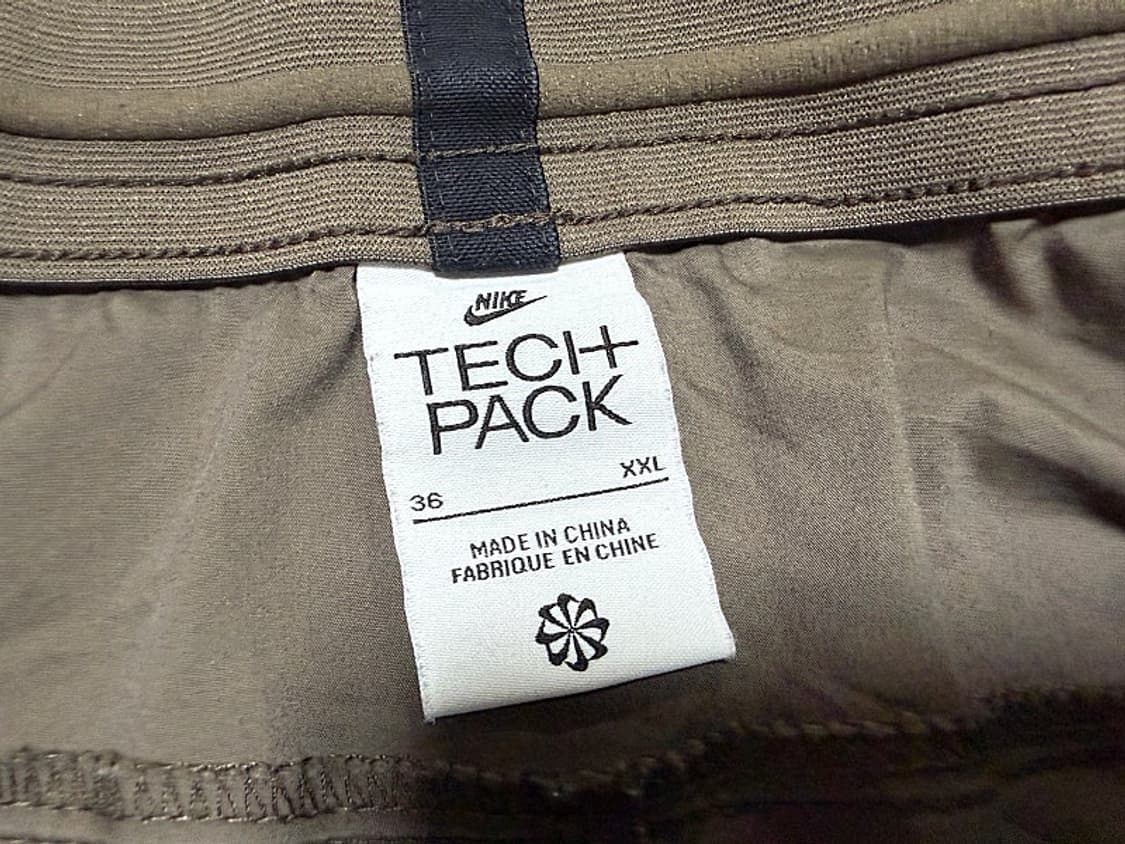 NIKE
TECH
PACK
36 XXL
MADE IN CHINA
FABRIQUE EN CHINE